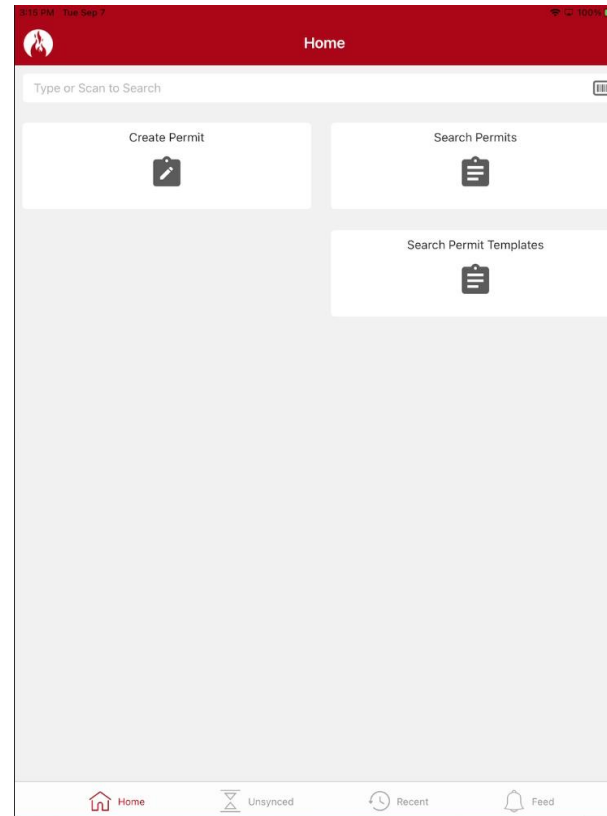 3:15 PM Tue Sep 7 100%
Home
Type or Scan to Search
Create Permit
Search Permits
Search Permit Templates
Home Unsynced Recent Feed